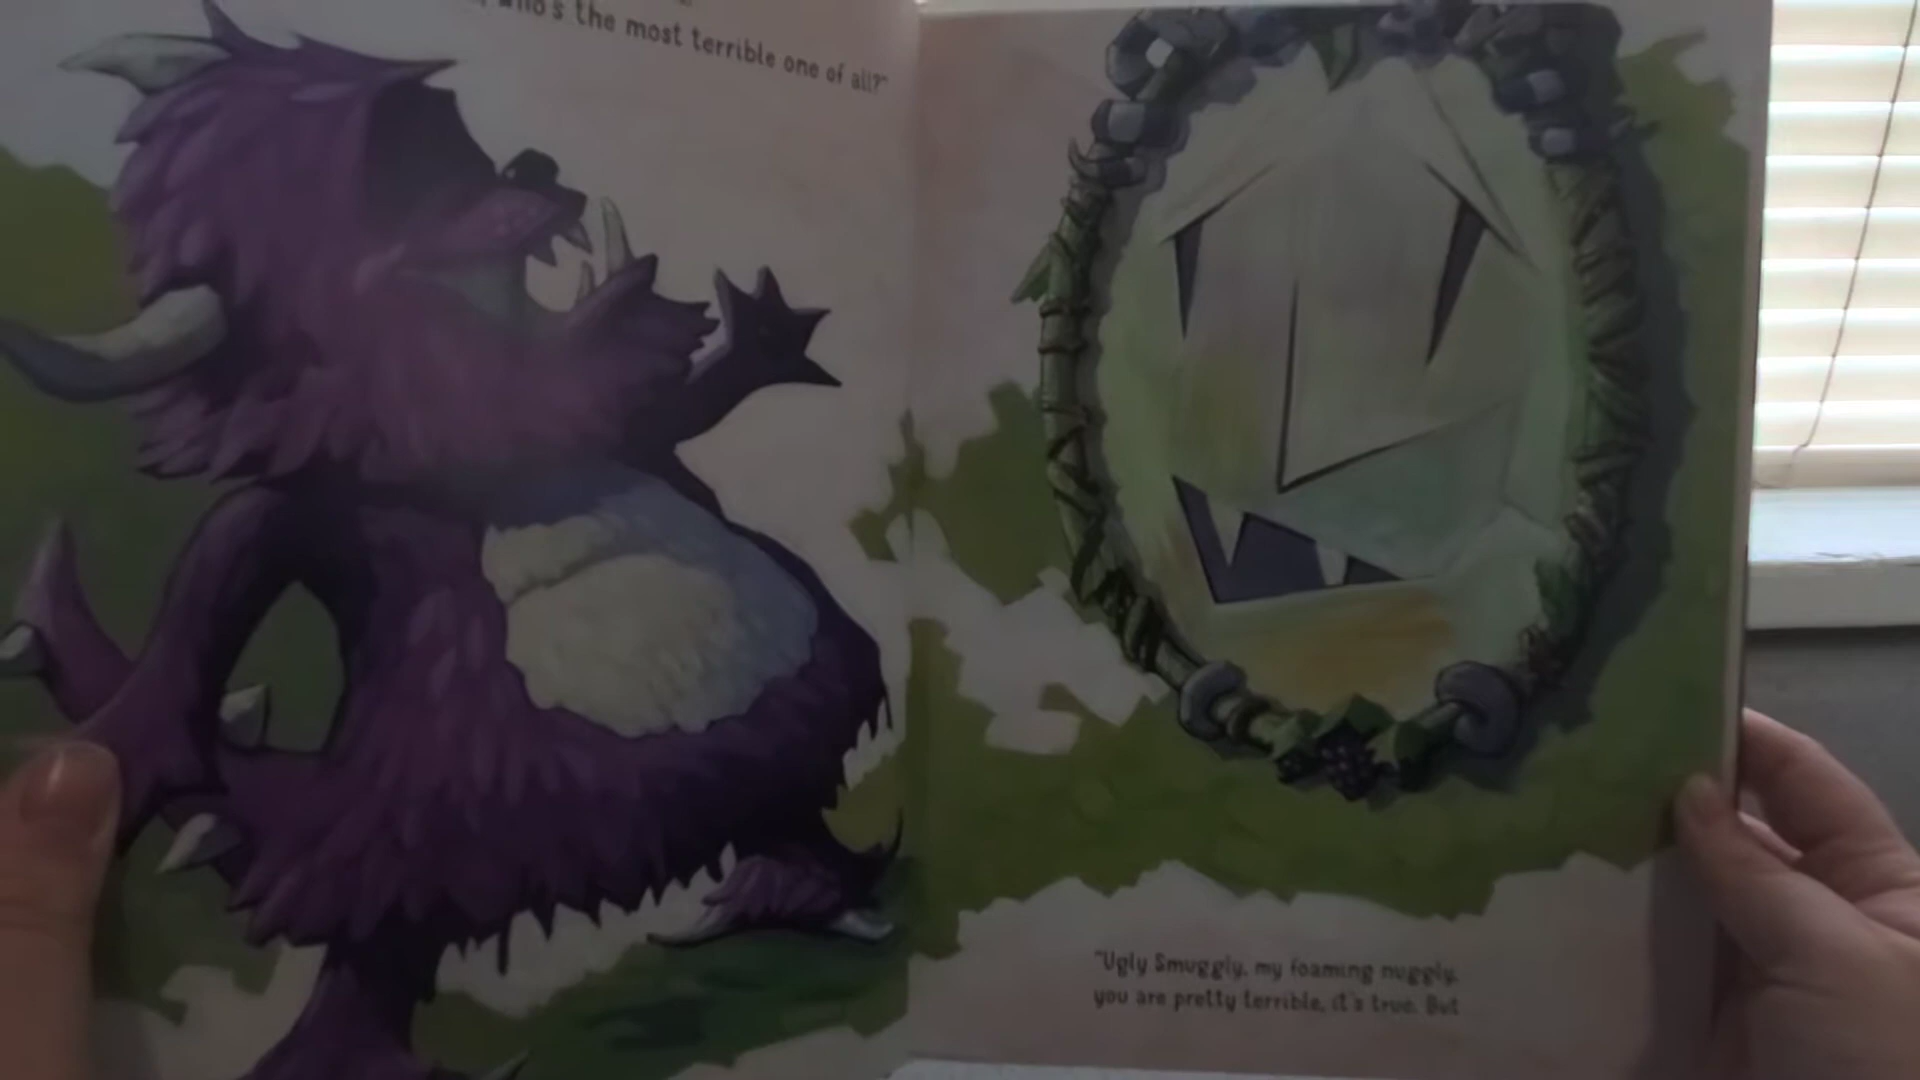 who's the most terrible one of all?"
"Ugly Smuggly, my foaming nuggly,
you are pretty terrible, it's true. But